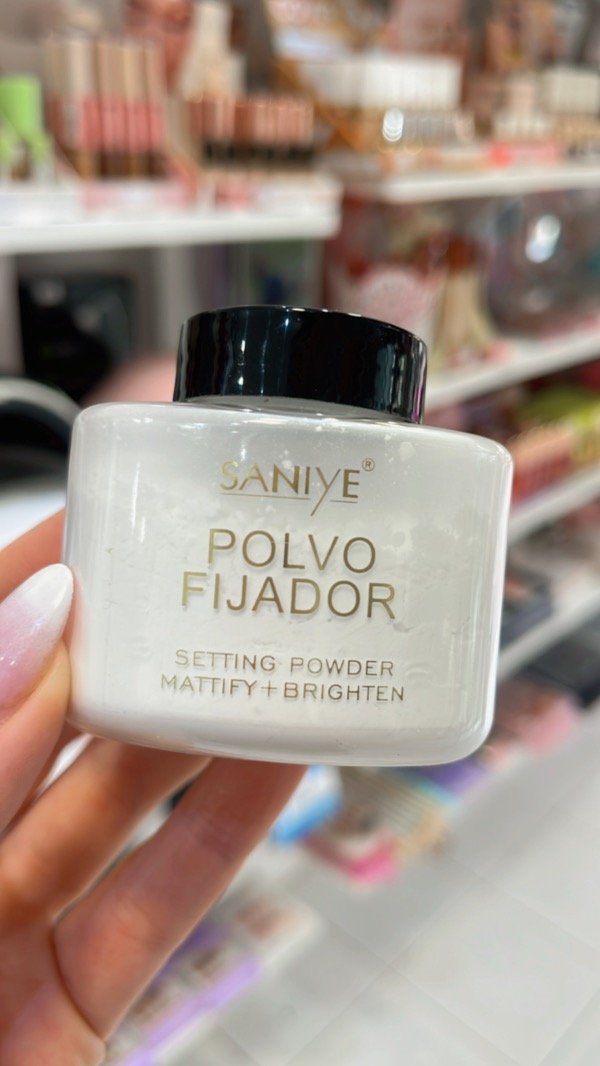 SANIYE®
POLVO
FIJADOR
SETTING POWDER
MATTIFY+BRIGHTEN